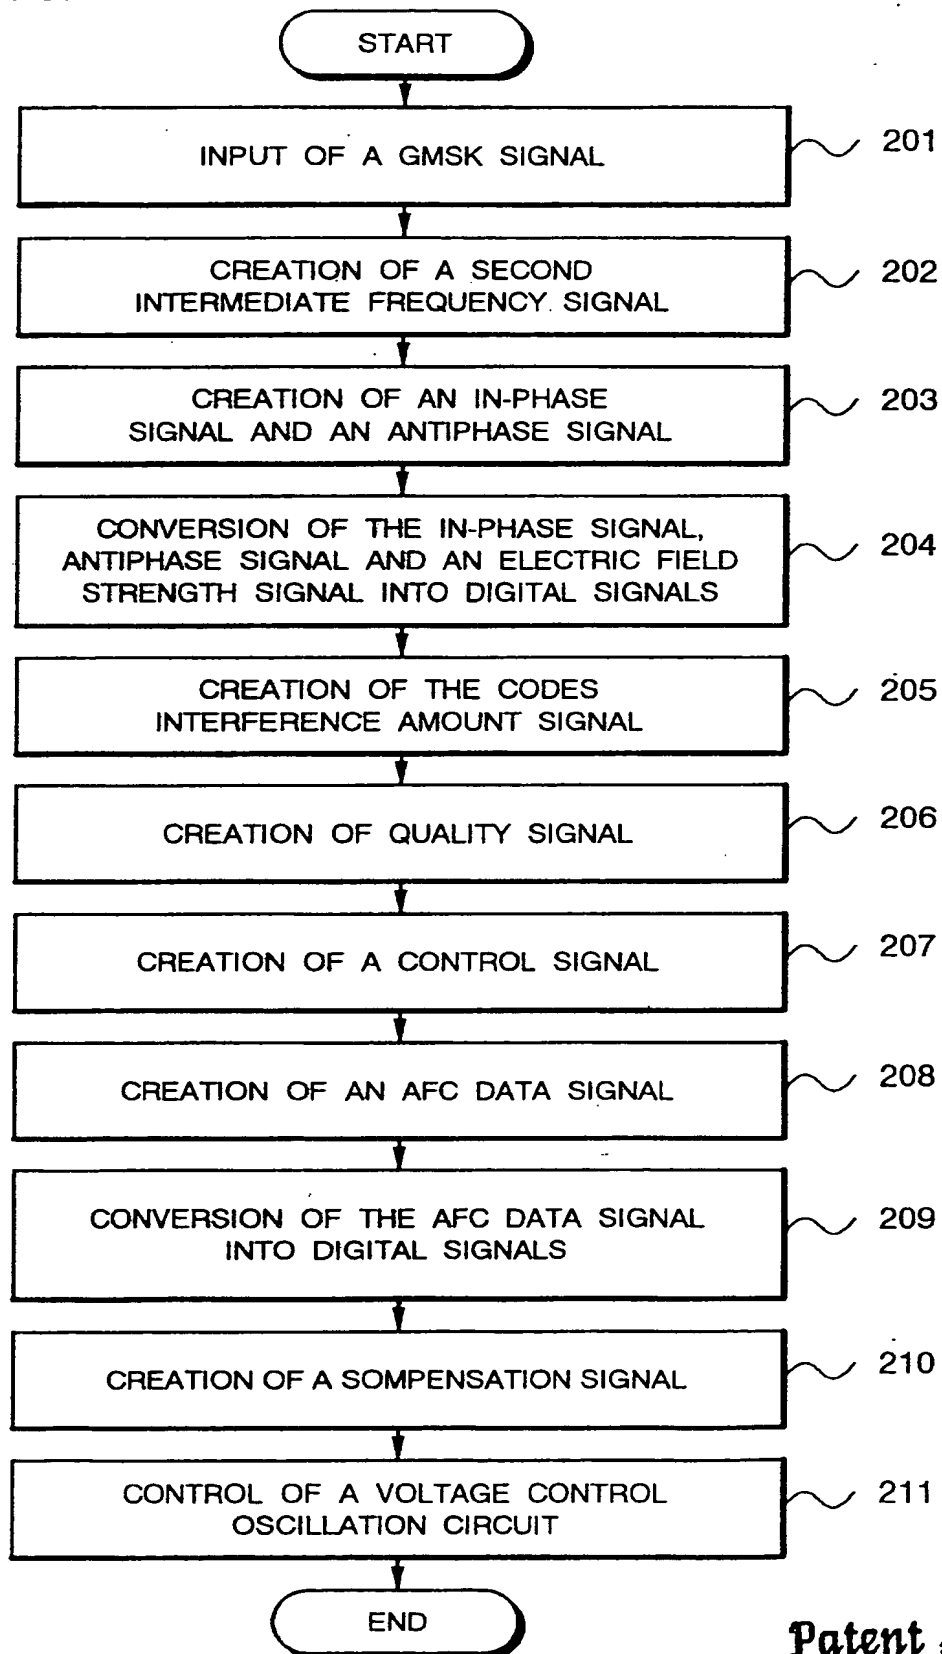 START
INPUT OF A GMSK SIGNAL
201
CREATION OF A SECOND
INTERMEDIATE FREQUENCY SIGNAL
202
CREATION OF AN IN-PHASE
SIGNAL AND AN ANTIPHASE SIGNAL
203
CONVERSION OF THE IN-PHASE SIGNAL,
ANTIPHASE SIGNAL AND AN ELECTRIC FIELD
STRENGTH SIGNAL INTO DIGITAL SIGNALS
204
CREATION OF THE CODES
INTERFERENCE AMOUNT SIGNAL
205
CREATION OF QUALITY SIGNAL
206
CREATION OF A CONTROL SIGNAL
207
CREATION OF AN AFC DATA SIGNAL
208
CONVERSION OF THE AFC DATA SIGNAL
INTO DIGITAL SIGNALS
209
CREATION OF A SOMPENSATION SIGNAL
210
CONTROL OF A VOLTAGE CONTROL
OSCILLATION CIRCUIT
211
END
Patent